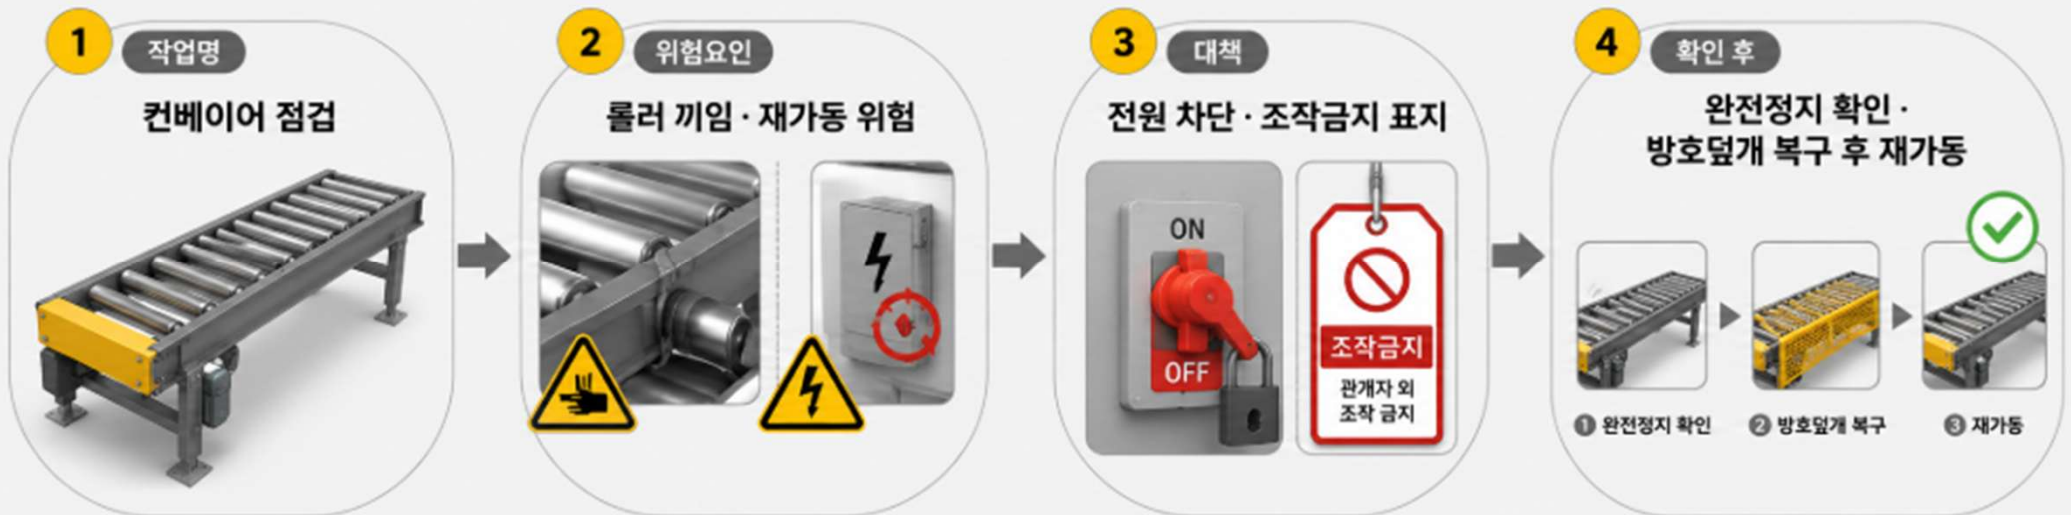 1 작업명
컨베이어 점검
2 위험요인
롤러 끼임 · 재가동 위험
3 대책
전원 차단 · 조작금지 표지
ON
OFF
조작금지
관개자 외
조작 금지
4 확인 후
완전정지 확인 ·
방호덮개 복구 후 재가동
1 완전정지 확인
2 방호덮개 복구
3 재가동